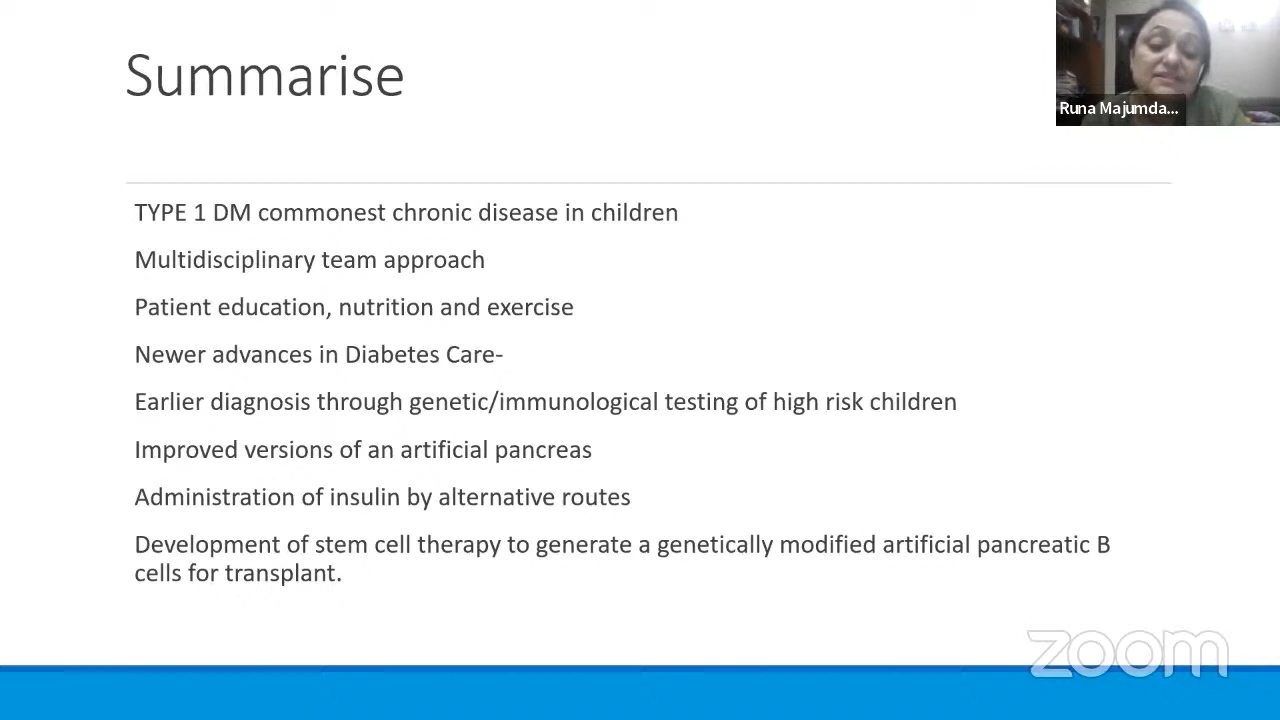 Summarise
Runa Majumda...
TYPE 1 DM commonest chronic disease in children
Multidisciplinary team approach
Patient education, nutrition and exercise
Newer advances in Diabetes Care-
Earlier diagnosis through genetic/immunological testing of high risk children
Improved versions of an artificial pancreas
Administration of insulin by alternative routes
Development of stem cell therapy to generate a genetically modified artificial pancreatic B
cells for transplant.
zoom